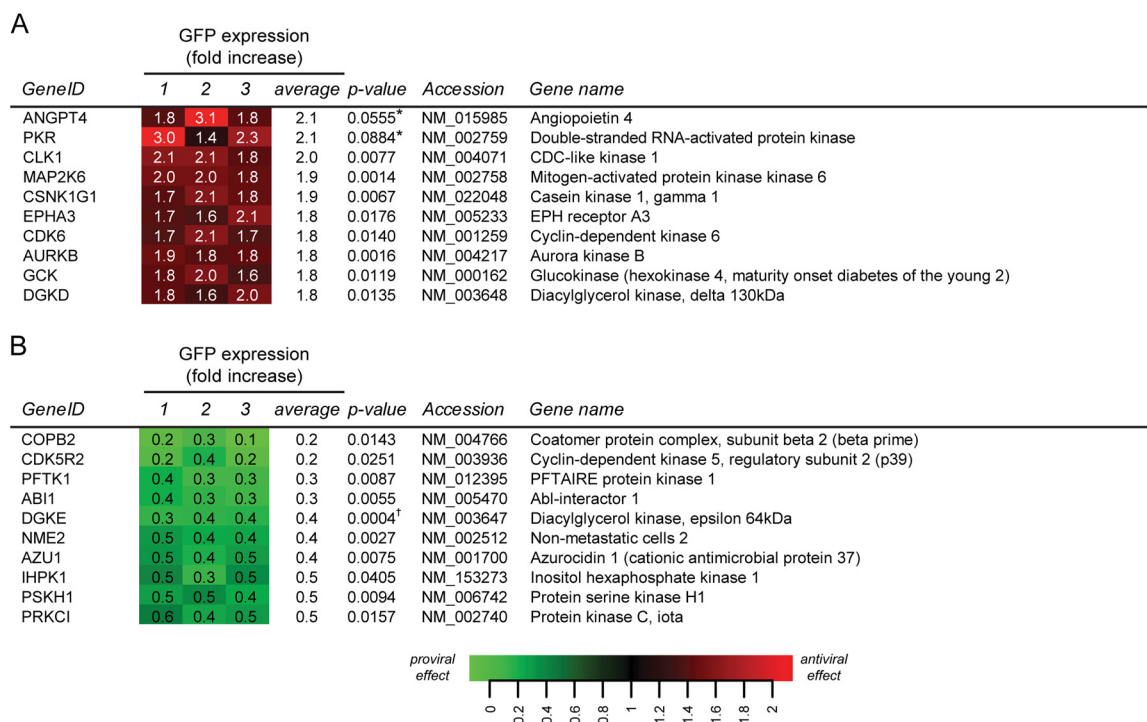 A
GFP expression
(fold increase)
GeneID 1 2 3 average p-value Accession Gene name
ANGPT4 1.8 3.1 1.8 2.1 0.0555* NM_015985 Angiopoietin 4
PKR 3.0 1.4 2.3 2.1 0.0884* NM_002759 Double-stranded RNA-activated protein kinase
CLK1 2.1 2.1 1.8 2.0 0.0077 NM_004071 CDC-like kinase 1
MAP2K6 2.0 2.0 1.8 1.9 0.0014 NM_002758 Mitogen-activated protein kinase kinase 6
CSNK1G1 1.7 2.1 1.8 1.9 0.0067 NM_022048 Casein kinase 1, gamma 1
EPHA3 1.7 1.6 2.1 1.8 0.0176 NM_005233 EPH receptor A3
CDK6 1.7 2.1 1.7 1.8 0.0140 NM_001259 Cyclin-dependent kinase 6
AURKB 1.9 1.8 1.8 1.8 0.0016 NM_004217 Aurora kinase B
GCK 1.8 2.0 1.6 1.8 0.0119 NM_000162 Glucokinase (hexokinase 4, maturity onset diabetes of the young 2)
DGKD 1.8 1.6 2.0 1.8 0.0135 NM_003648 Diacylglycerol kinase, delta 130kDa
B
GFP expression
(fold increase)
GeneID 1 2 3 average p-value Accession Gene name
COPB2 0.2 0.3 0.1 0.2 0.0143 NM_004766 Coatomer protein complex, subunit beta 2 (beta prime)
CDK5R2 0.2 0.4 0.2 0.2 0.0251 NM_003936 Cyclin-dependent kinase 5, regulatory subunit 2 (p39)
PFTK1 0.4 0.3 0.3 0.3 0.0087 NM_012395 PFTAIRE protein kinase 1
ABI1 0.4 0.3 0.3 0.3 0.0055 NM_005470 Abl-interactor 1
DGKE 0.3 0.4 0.4 0.4 0.0004† NM_003647 Diacylglycerol kinase, epsilon 64kDa
NME2 0.5 0.4 0.4 0.4 0.0027 NM_002512 Non-metastatic cells 2
AZU1 0.5 0.4 0.5 0.4 0.0075 NM_001700 Azurocidin 1 (cationic antimicrobial protein 37)
IHPK1 0.5 0.3 0.5 0.5 0.0405 NM_153273 Inositol hexaphosphate kinase 1
PSKH1 0.5 0.5 0.4 0.5 0.0094 NM_006742 Protein serine kinase H1
PRKCI 0.6 0.4 0.5 0.5 0.0157 NM_002740 Protein kinase C, iota
proviral effect
antiviral effect
0 0.2 0.4 0.6 0.8 1 1.2 1.4 1.6 1.8 2